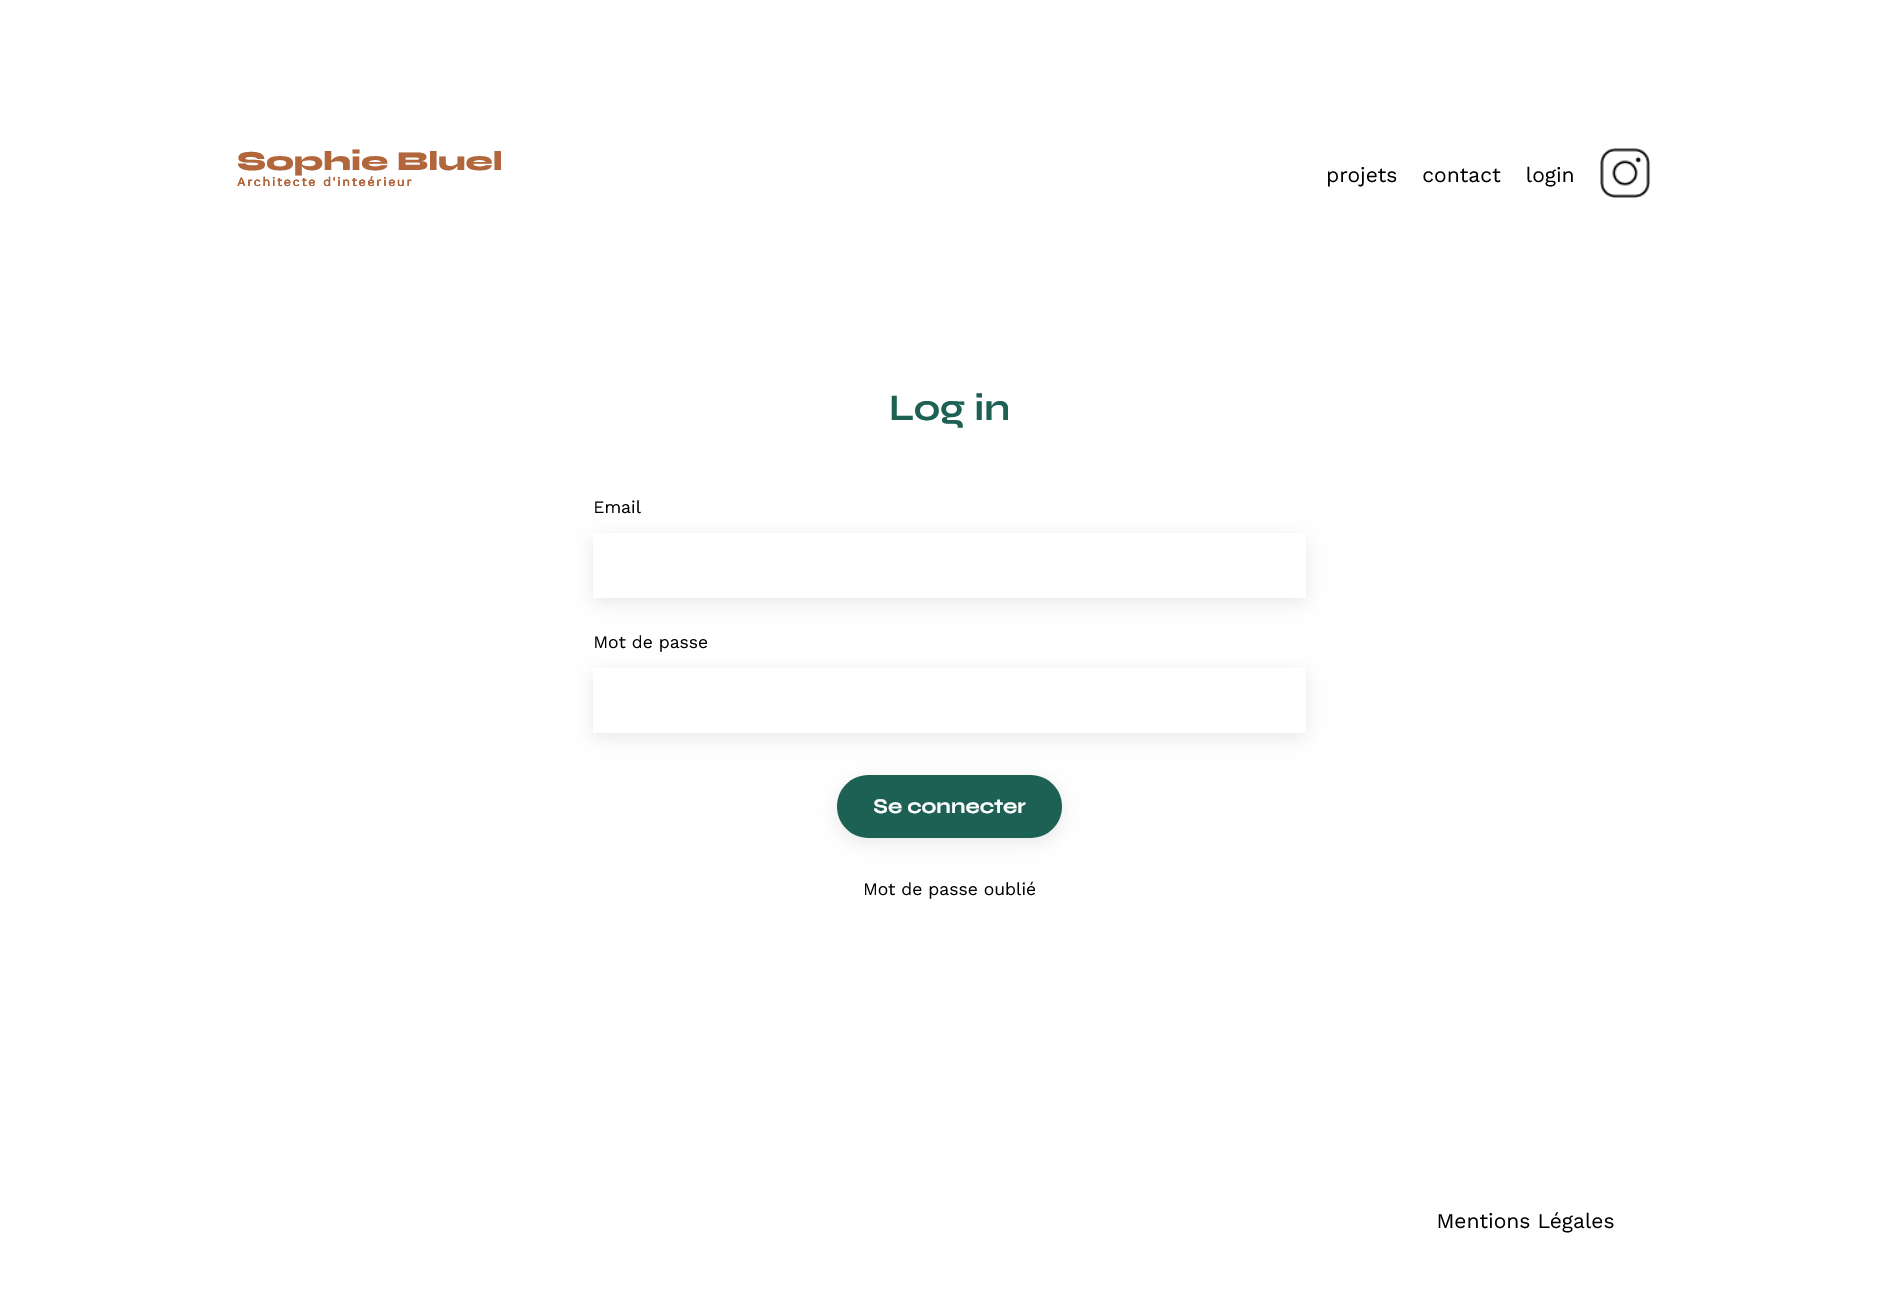 Sophie Bluel
Architecte d'inteérieur
projets contact login
Log in
Email
Mot de passe
Se connecter
Mot de passe oublié
Mentions Légales